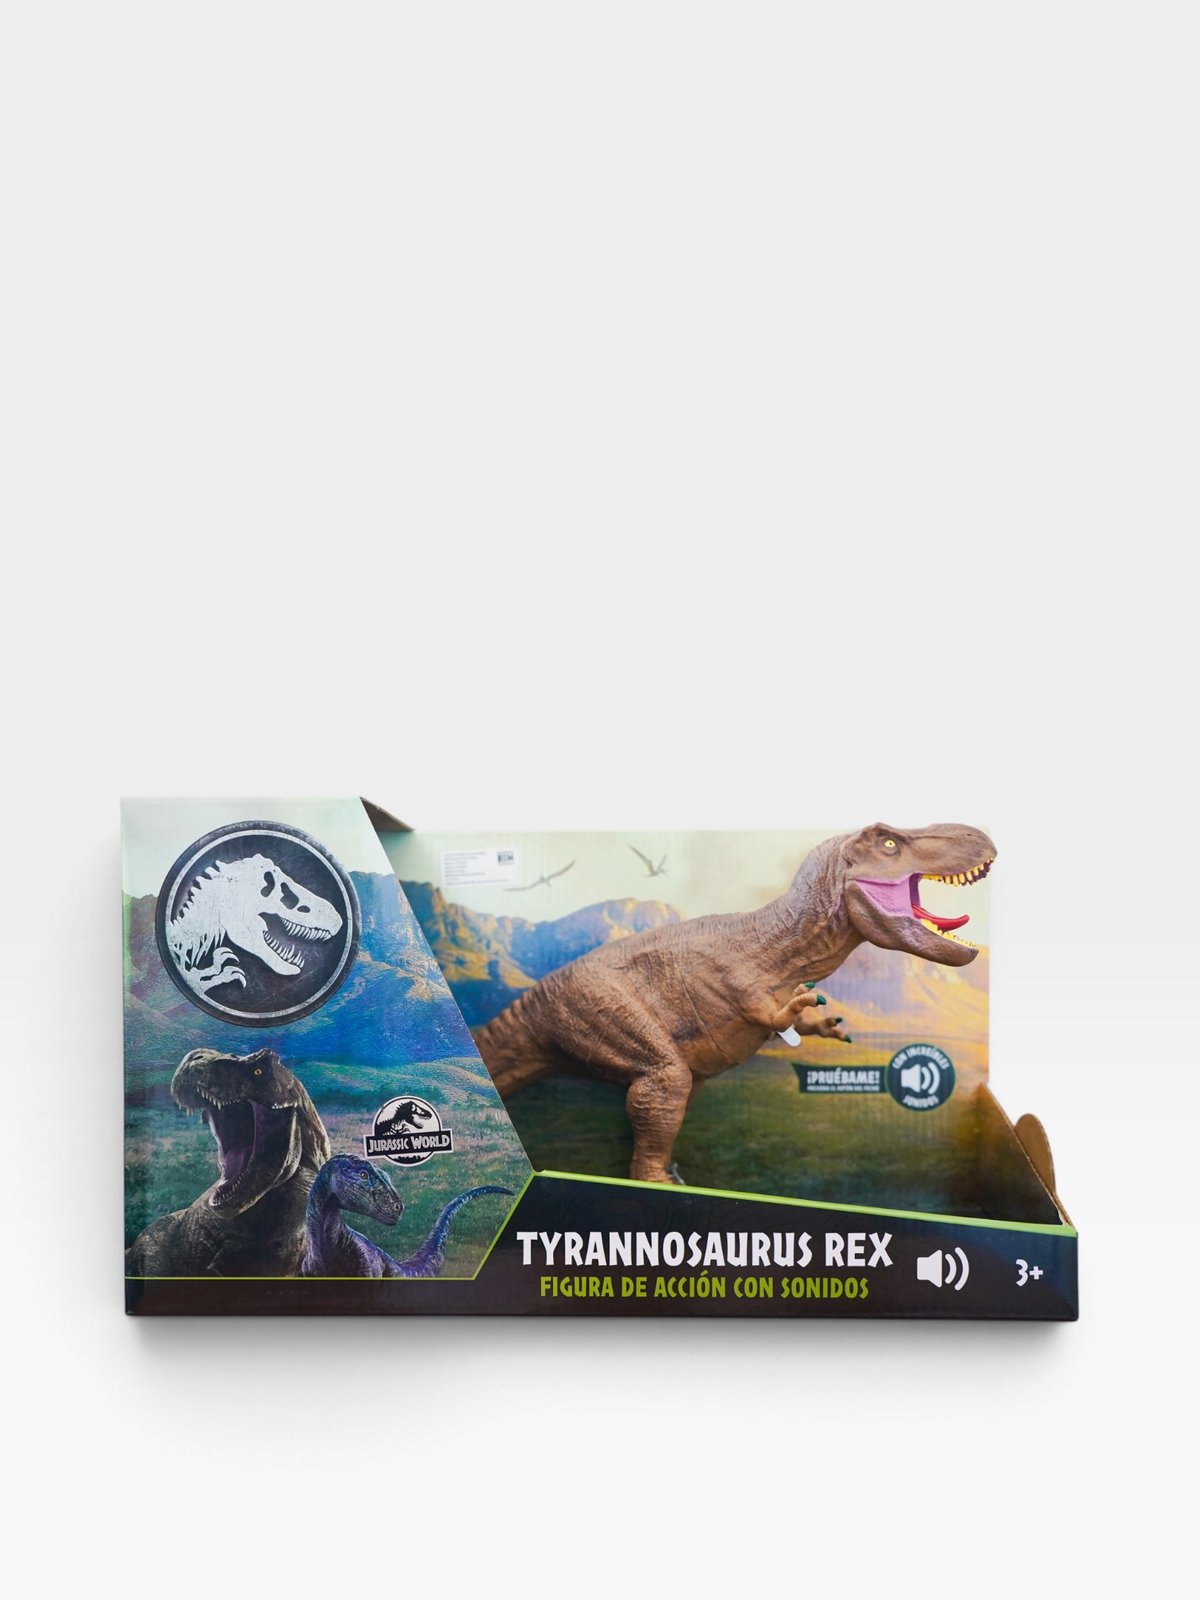 JURASSIC WORLD
¡PRUÉBAME!
CON INCREÍBLES
SONIDOS
TYRANNOSAURUS REX
FIGURA DE ACCIÓN CON SONIDOS
3+